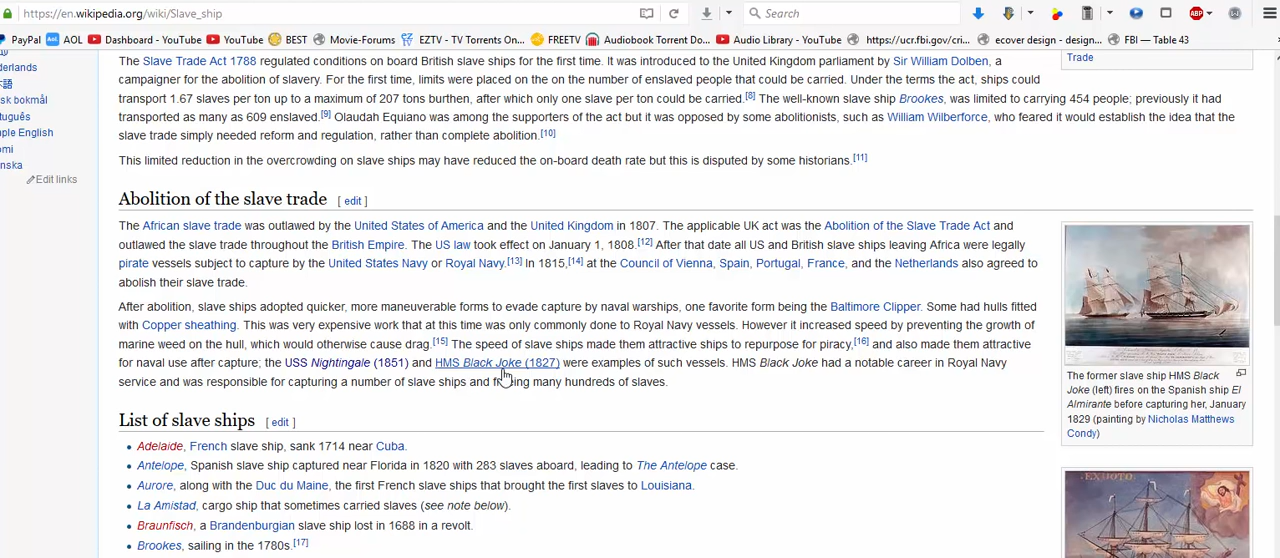 https://en.wikipedia.org/wiki/Slave_ship
Search
ABP
PayPal AOL Dashboard - YouTube YouTube BEST Movie-Forums EZTV - TV Torrents On... FREETV Audiobook Torrent Do... Audio Library - YouTube https://ucr.fbi.gov/cri... ecover design - design... FBI — Table 43
derlands
本語
sk bokmål
tuguês
ple English
omi
nska
Edit links
The Slave Trade Act 1788 regulated conditions on board British slave ships for the first time. It was introduced to the United Kingdom parliament by Sir William Dolben, a
campaigner for the abolition of slavery. For the first time, limits were placed on the on the number of enslaved people that could be carried. Under the terms the act, ships could
transport 1.67 slaves per ton up to a maximum of 207 tons burthen, after which only one slave per ton could be carried.[8] The well-known slave ship Brookes, was limited to carrying 454 people; previously it had
transported as many as 609 enslaved.[9] Olaudah Equiano was among the supporters of the act but it was opposed by some abolitionists, such as William Wilberforce, who feared it would establish the idea that the
slave trade simply needed reform and regulation, rather than complete abolition.[10]
This limited reduction in the overcrowding on slave ships may have reduced the on-board death rate but this is disputed by some historians.[11]
Trade
Abolition of the slave trade [ edit ]
The African slave trade was outlawed by the United States of America and the United Kingdom in 1807. The applicable UK act was the Abolition of the Slave Trade Act and
outlawed the slave trade throughout the British Empire. The US law took effect on January 1, 1808.[12] After that date all US and British slave ships leaving Africa were legally
pirate vessels subject to capture by the United States Navy or Royal Navy.[13] In 1815,[14] at the Council of Vienna, Spain, Portugal, France, and the Netherlands also agreed to
abolish their slave trade.
After abolition, slave ships adopted quicker, more maneuverable forms to evade capture by naval warships, one favorite form being the Baltimore Clipper. Some had hulls fitted
with Copper sheathing. This was very expensive work that at this time was only commonly done to Royal Navy vessels. However it increased speed by preventing the growth of
marine weed on the hull, which would otherwise cause drag.[15] The speed of slave ships made them attractive ships to repurpose for piracy,[16] and also made them attractive
for naval use after capture; the USS Nightingale (1851) and HMS Black Joke (1827) were examples of such vessels. HMS Black Joke had a notable career in Royal Navy
service and was responsible for capturing a number of slave ships and freeing many hundreds of slaves.
The former slave ship HMS Black
Joke (left) fires on the Spanish ship El
Almirante before capturing her, January
1829 (painting by Nicholas Matthews
Condy)
List of slave ships [ edit ]
Adelaide, French slave ship, sank 1714 near Cuba.
Antelope, Spanish slave ship captured near Florida in 1820 with 283 slaves aboard, leading to The Antelope case.
Aurore, along with the Duc du Maine, the first French slave ships that brought the first slaves to Louisiana.
La Amistad, cargo ship that sometimes carried slaves (see note below).
Braunfisch, a Brandenburgian slave ship lost in 1688 in a revolt.
Brookes, sailing in the 1780s.[17]
EX VOTO